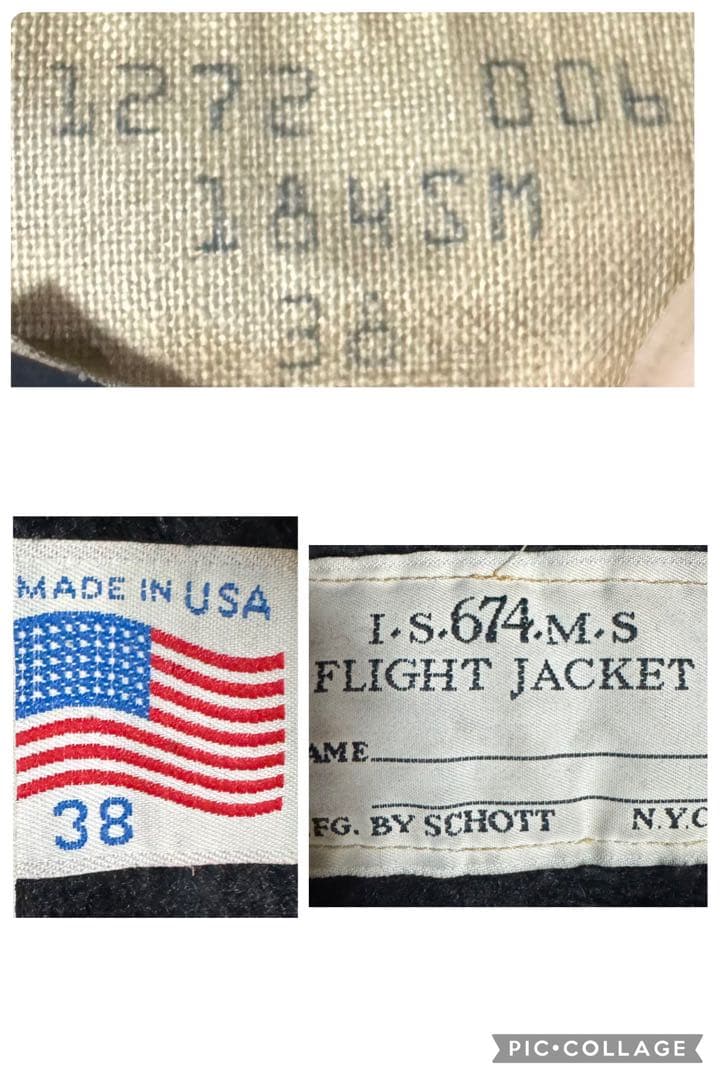 1272 006
184SM
38
MADE IN USA
38
I.S.674.M.S
FLIGHT JACKET
AME
FG. BY SCHOTT N.Y.C
PIC•COLLAGE